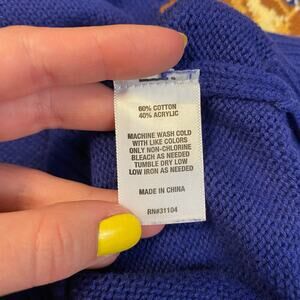 60% COTTON
40% ACRYLIC
MACHINE WASH COLD
WITH LIKE COLORS
ONLY NON-CHLORINE
BLEACH AS NEEDED
TUMBLE DRY LOW
LOW IRON AS NEEDED
MADE IN CHINA
RN#31104